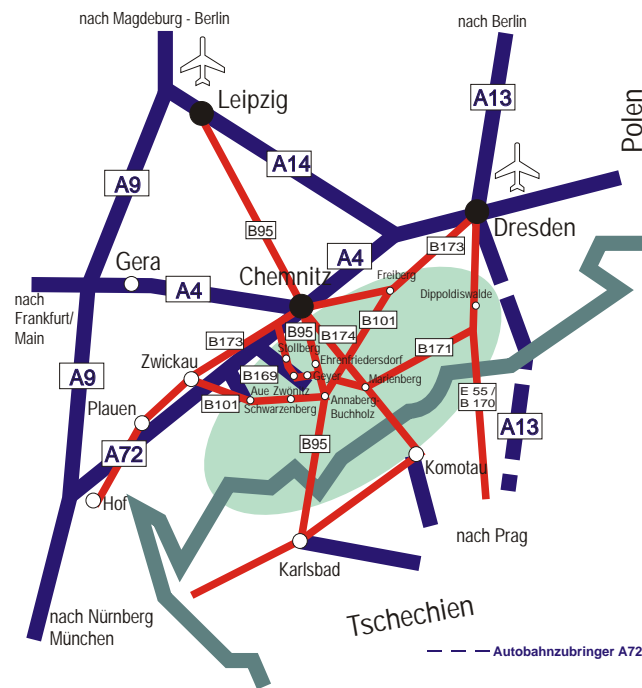 nach Magdeburg - Berlin
nach Berlin
Leipzig
A13
Polen
A14
A9
Dresden
B95
B173
Gera
A4
Chemnitz
A4
Freiberg
Dippoldiswalde
nach
Frankfurt/
Main
B173
B95
B174
B101
Stollberg
Ehrenfriedersdorf
B171
Zwickau
B169
Geyer
Marienberg
A9
Aue Zwönitz
Annaberg
Buchholz
B101
Schwarzenberg
E 55/
B 170
Plauen
A13
A72
B95
Komotau
Hof
nach Prag
Karlsbad
nach Nürnberg
München
Tschechien
Autobahnzubringer A72